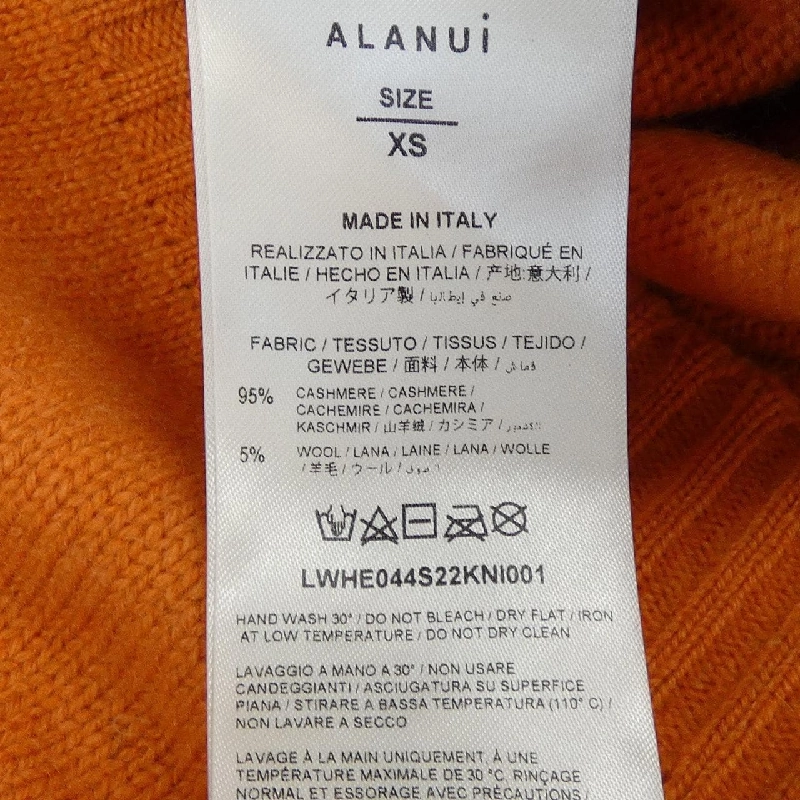 ALANUi
SIZE
XS
MADE IN ITALY
REALIZZATO IN ITALIA / FABRIQUÉ EN
ITALIE / HECHO EN ITALIA / 产地:意大利 /
イタリア製 / صنع في إيطاليا
FABRIC / TESSUTO / TISSUS / TEJIDO /
GEWEBE / 面料 / 本体 / قماش
95% CASHMERE / CASHMERE /
CACHEMIRE / CACHEMIRA /
KASCHMIR / 山羊绒 / カシミア / الكشمير
5% WOOL / LANA / LAINE / LANA / WOLLE
/ 羊毛 / ウール / الصوف
LWHE044S22KNI001
HAND WASH 30° / DO NOT BLEACH / DRY FLAT / IRON
AT LOW TEMPERATURE / DO NOT DRY CLEAN
LAVAGGIO A MANO A 30° / NON USARE
CANDEGGIANTI / ASCIUGATURA SU SUPERFICE
PIANA / STIRARE A BASSA TEMPERATURA (110° C) /
NON LAVARE A SECCO
LAVAGE À LA MAIN UNIQUEMENT, À UNE
TEMPÉRATURE MAXIMALE DE 30 °C, RINÇAGE
NORMAL ET ESSORAGE AVEC PRÉCAUTIONS /